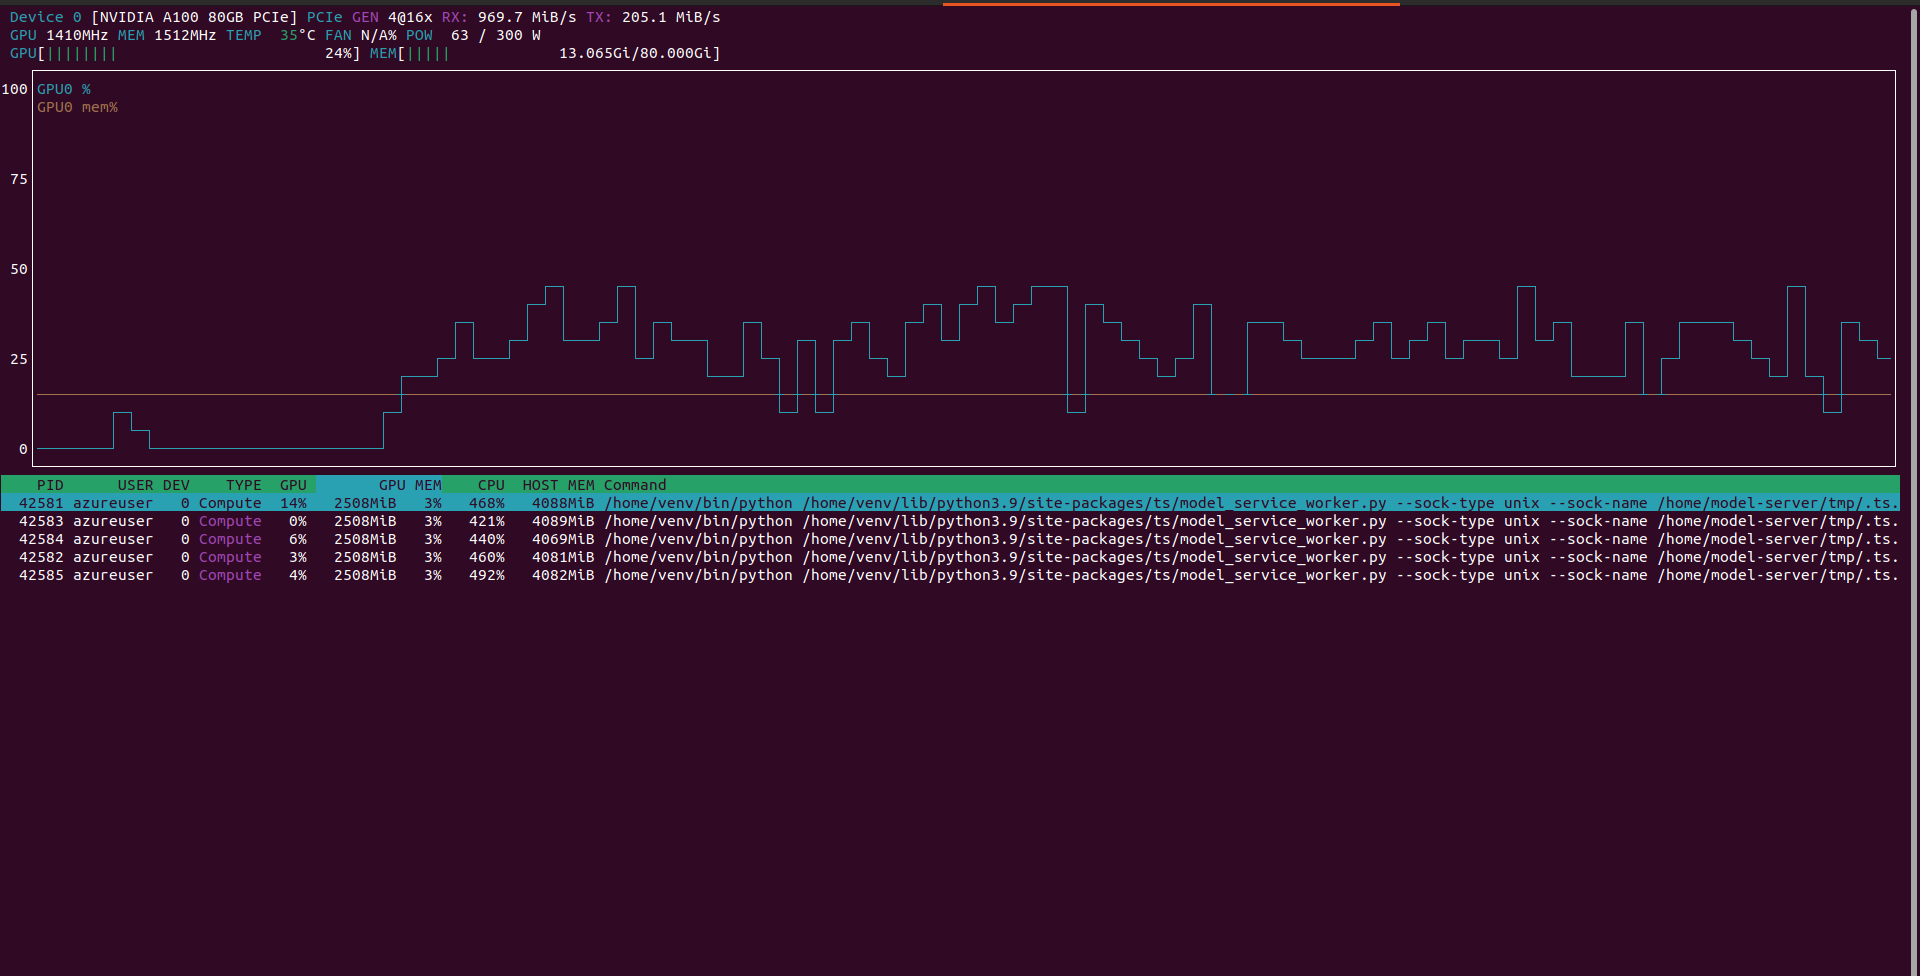 Device 0 [NVIDIA A100 80GB PCIe] PCIe GEN 4@16x RX: 969.7 MiB/s TX: 205.1 MiB/s
GPU 1410MHz MEM 1512MHz TEMP 35°C FAN N/A% POW 63 / 300 W
GPU[|||||||| 24%] MEM[||||| 13.065Gi/80.000Gi]
100 GPU0 %
GPU0 mem%
75
50
25
0
PID USER DEV TYPE GPU GPU MEM CPU HOST MEM Command
42581 azureuser 0 Compute 14% 2508MiB 3% 468% 4088MiB /home/venv/bin/python /home/venv/lib/python3.9/site-packages/ts/model_service_worker.py --sock-type unix --sock-name /home/model-server/tmp/.ts.
42583 azureuser 0 Compute 0% 2508MiB 3% 421% 4089MiB /home/venv/bin/python /home/venv/lib/python3.9/site-packages/ts/model_service_worker.py --sock-type unix --sock-name /home/model-server/tmp/.ts.
42584 azureuser 0 Compute 6% 2508MiB 3% 440% 4069MiB /home/venv/bin/python /home/venv/lib/python3.9/site-packages/ts/model_service_worker.py --sock-type unix --sock-name /home/model-server/tmp/.ts.
42582 azureuser 0 Compute 3% 2508MiB 3% 460% 4081MiB /home/venv/bin/python /home/venv/lib/python3.9/site-packages/ts/model_service_worker.py --sock-type unix --sock-name /home/model-server/tmp/.ts.
42585 azureuser 0 Compute 4% 2508MiB 3% 492% 4082MiB /home/venv/bin/python /home/venv/lib/python3.9/site-packages/ts/model_service_worker.py --sock-type unix --sock-name /home/model-server/tmp/.ts.